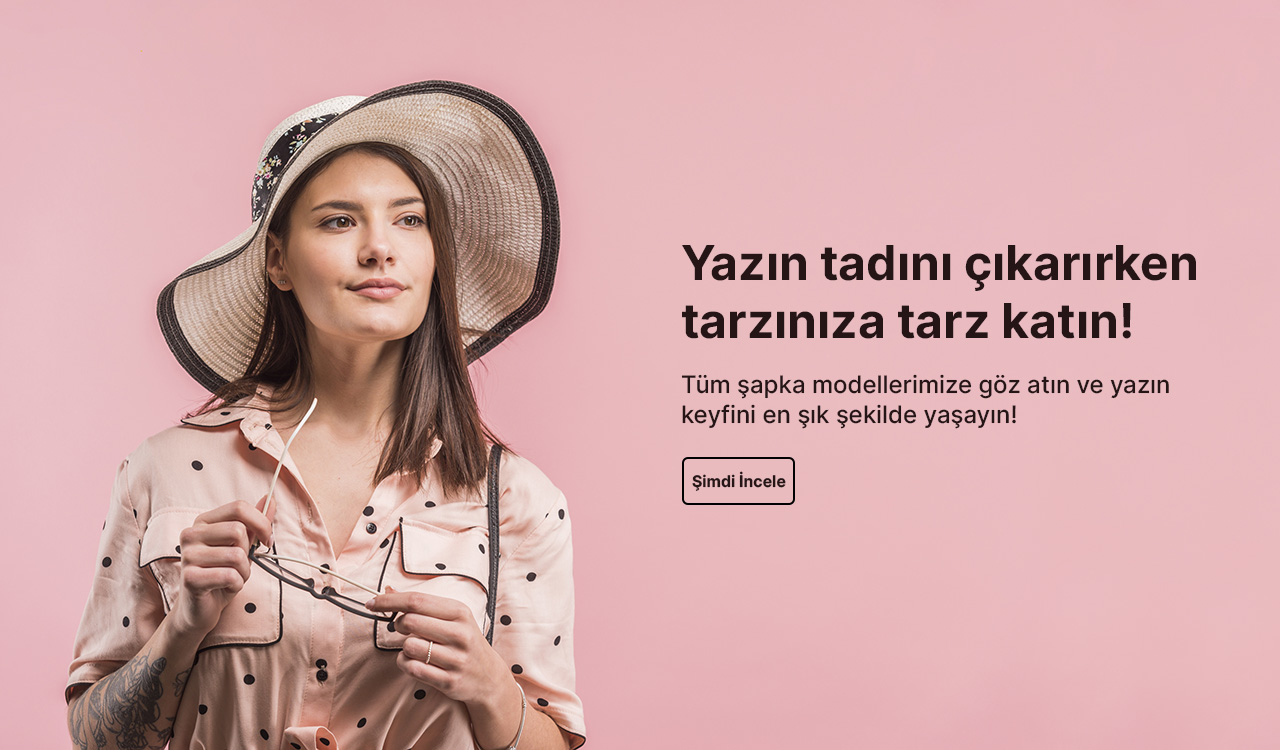 Yazın tadını çıkarırken
tarzınıza tarz katın!
Tüm şapka modellerimize göz atın ve yazın
keyfini en şık şekilde yaşayın!
Şimdi İncele